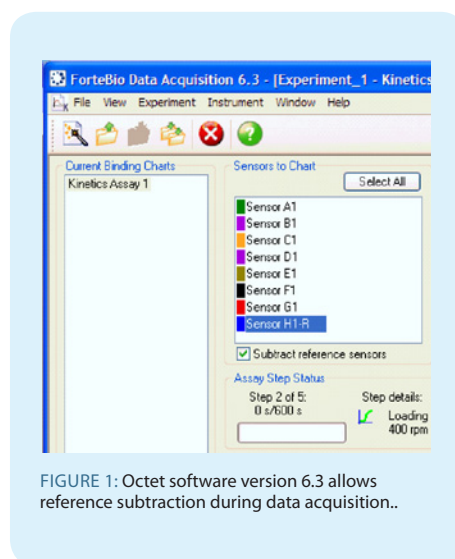 ForteBio Data Acquisition 6.3 - [Experiment_1 - Kinetics
File View Experiment Instrument Window Help
Current Binding Charts
Kinetics Assay 1
Sensors to Chart
Select All
Sensor A1
Sensor B1
Sensor C1
Sensor D1
Sensor E1
Sensor F1
Sensor G1
Sensor H1-R
Subtract reference sensors
Assay Step Status
Step 2 of 5:
0 s/600 s
Step details:
Loading
400 rpm
FIGURE 1: Octet software version 6.3 allows
reference subtraction during data acquisition..